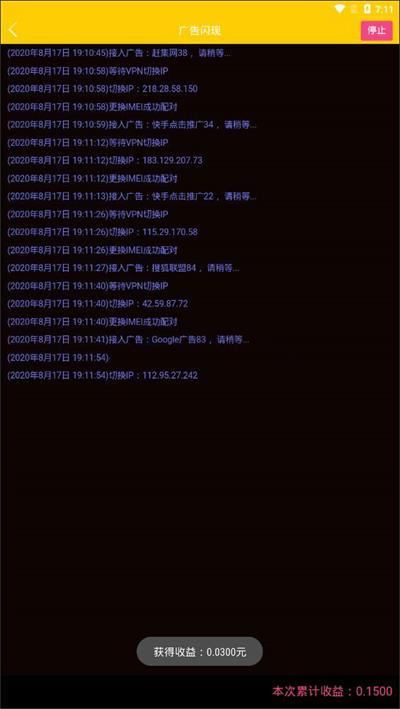 7:11
广告闪现
停止
(2020年8月17日 19:10:45)接入广告：赶集网38 ，请稍等...
(2020年8月17日 19:10:58)等待VPN切换IP
(2020年8月17日 19:10:58)切换IP：218.28.58.150
(2020年8月17日 19:10:58)更换IMEI成功配对
(2020年8月17日 19:10:59)接入广告：快手点击推广34 ，请稍等...
(2020年8月17日 19:11:12)等待VPN切换IP
(2020年8月17日 19:11:12)切换IP：183.129.207.73
(2020年8月17日 19:11:12)更换IMEI成功配对
(2020年8月17日 19:11:13)接入广告：快手点击推广22 ，请稍等...
(2020年8月17日 19:11:26)等待VPN切换IP
(2020年8月17日 19:11:26)切换IP：115.29.170.58
(2020年8月17日 19:11:26)更换IMEI成功配对
(2020年8月17日 19:11:27)接入广告：搜狐联盟84 ，请稍等...
(2020年8月17日 19:11:40)等待VPN切换IP
(2020年8月17日 19:11:40)切换IP：42.59.87.72
(2020年8月17日 19:11:40)更换IMEI成功配对
(2020年8月17日 19:11:41)接入广告：Google广告83 ，请稍等...
(2020年8月17日 19:11:54)
(2020年8月17日 19:11:54)切换IP：112.95.27.242
获得收益：0.0300元
本次累计收益：0.1500